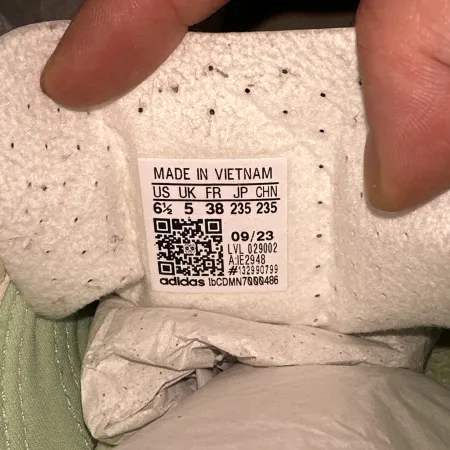 MADE IN VIETNAM
US UK FR JP CHN
6½ 5 38 235 235
09/23
LVL 029002
A:IE2948
#132990799
adidas lbCDMN7000486